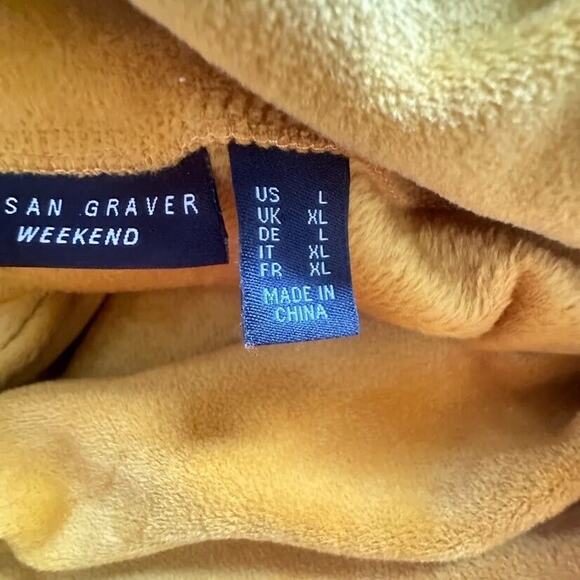 SAN GRAVER
WEEKEND
US L
UK XL
DE L
IT XL
FR XL
MADE IN
CHINA